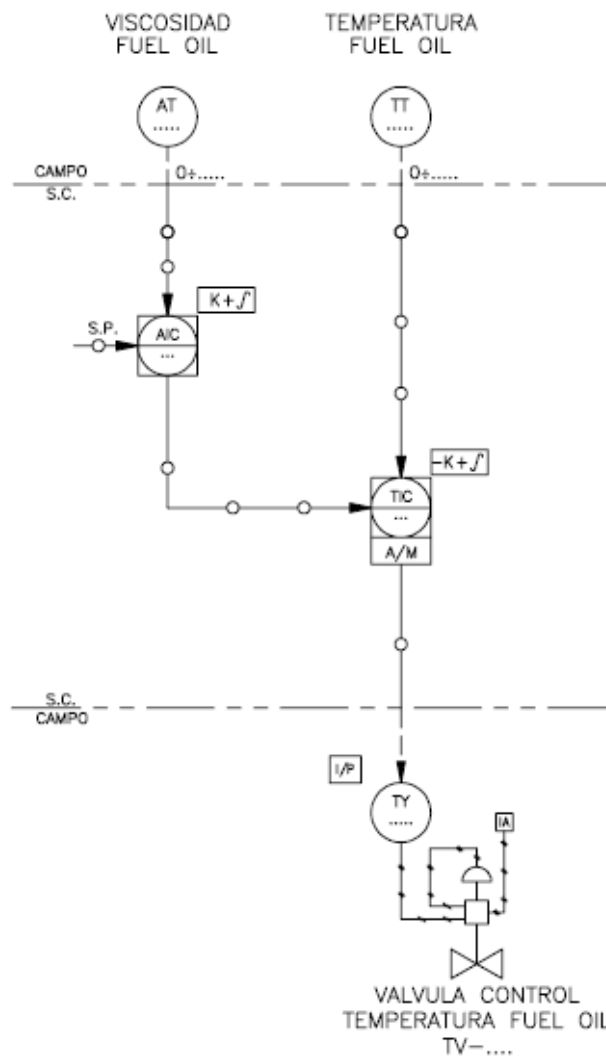 VISCOSIDAD
FUEL OIL
TEMPERATURA
FUEL OIL
AT
.....
TT
.....
CAMPO
S.C.
0÷.....
0÷.....
K+∫
S.P.
AIC
...
-K+∫
TIC
...
A/M
S.C.
CAMPO
I/P
TY
.....
IA
VALVULA CONTROL
TEMPERATURA FUEL OIL
TV-....